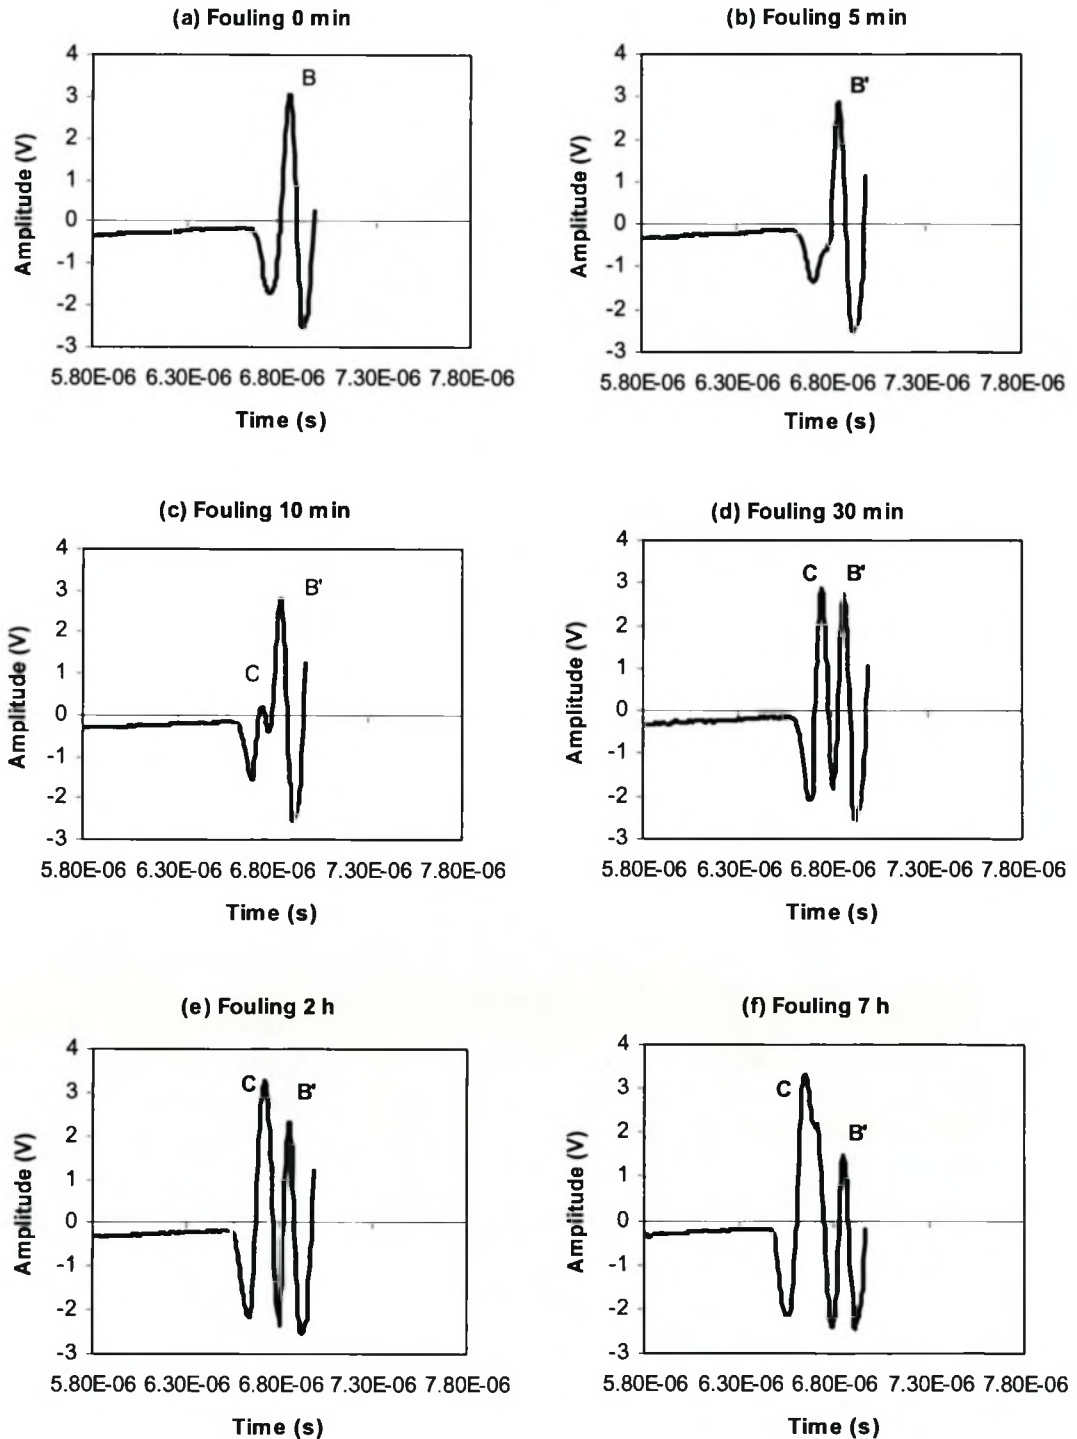 (a) Fouling 0 min
4
3
2
1
0
-1
-2
-3
Amplitude (V)
B
5.80E-06 6.30E-06 6.80E-06 7.30E-06 7.80E-06
Time (s)
(b) Fouling 5 min
4
3
2
1
0
-1
-2
-3
Amplitude (V)
B'
5.80E-06 6.30E-06 6.80E-06 7.30E-06 7.80E-06
Time (s)
(c) Fouling 10 min
4
3
2
1
0
-1
-2
-3
Amplitude (V)
C
B'
5.80E-06 6.30E-06 6.80E-06 7.30E-06 7.80E-06
Time (s)
(d) Fouling 30 min
4
3
2
1
0
-1
-2
-3
Amplitude (V)
C B'
5.80E-06 6.30E-06 6.80E-06 7.30E-06 7.80E-06
Time (s)
(e) Fouling 2 h
4
3
2
1
0
-1
-2
-3
Amplitude (V)
C B'
5.80E-06 6.30E-06 6.80E-06 7.30E-06 7.80E-06
Time (s)
(f) Fouling 7 h
4
3
2
1
0
-1
-2
-3
Amplitude (V)
C
B'
5.80E-06 6.30E-06 6.80E-06 7.30E-06 7.80E-06
Time (s)